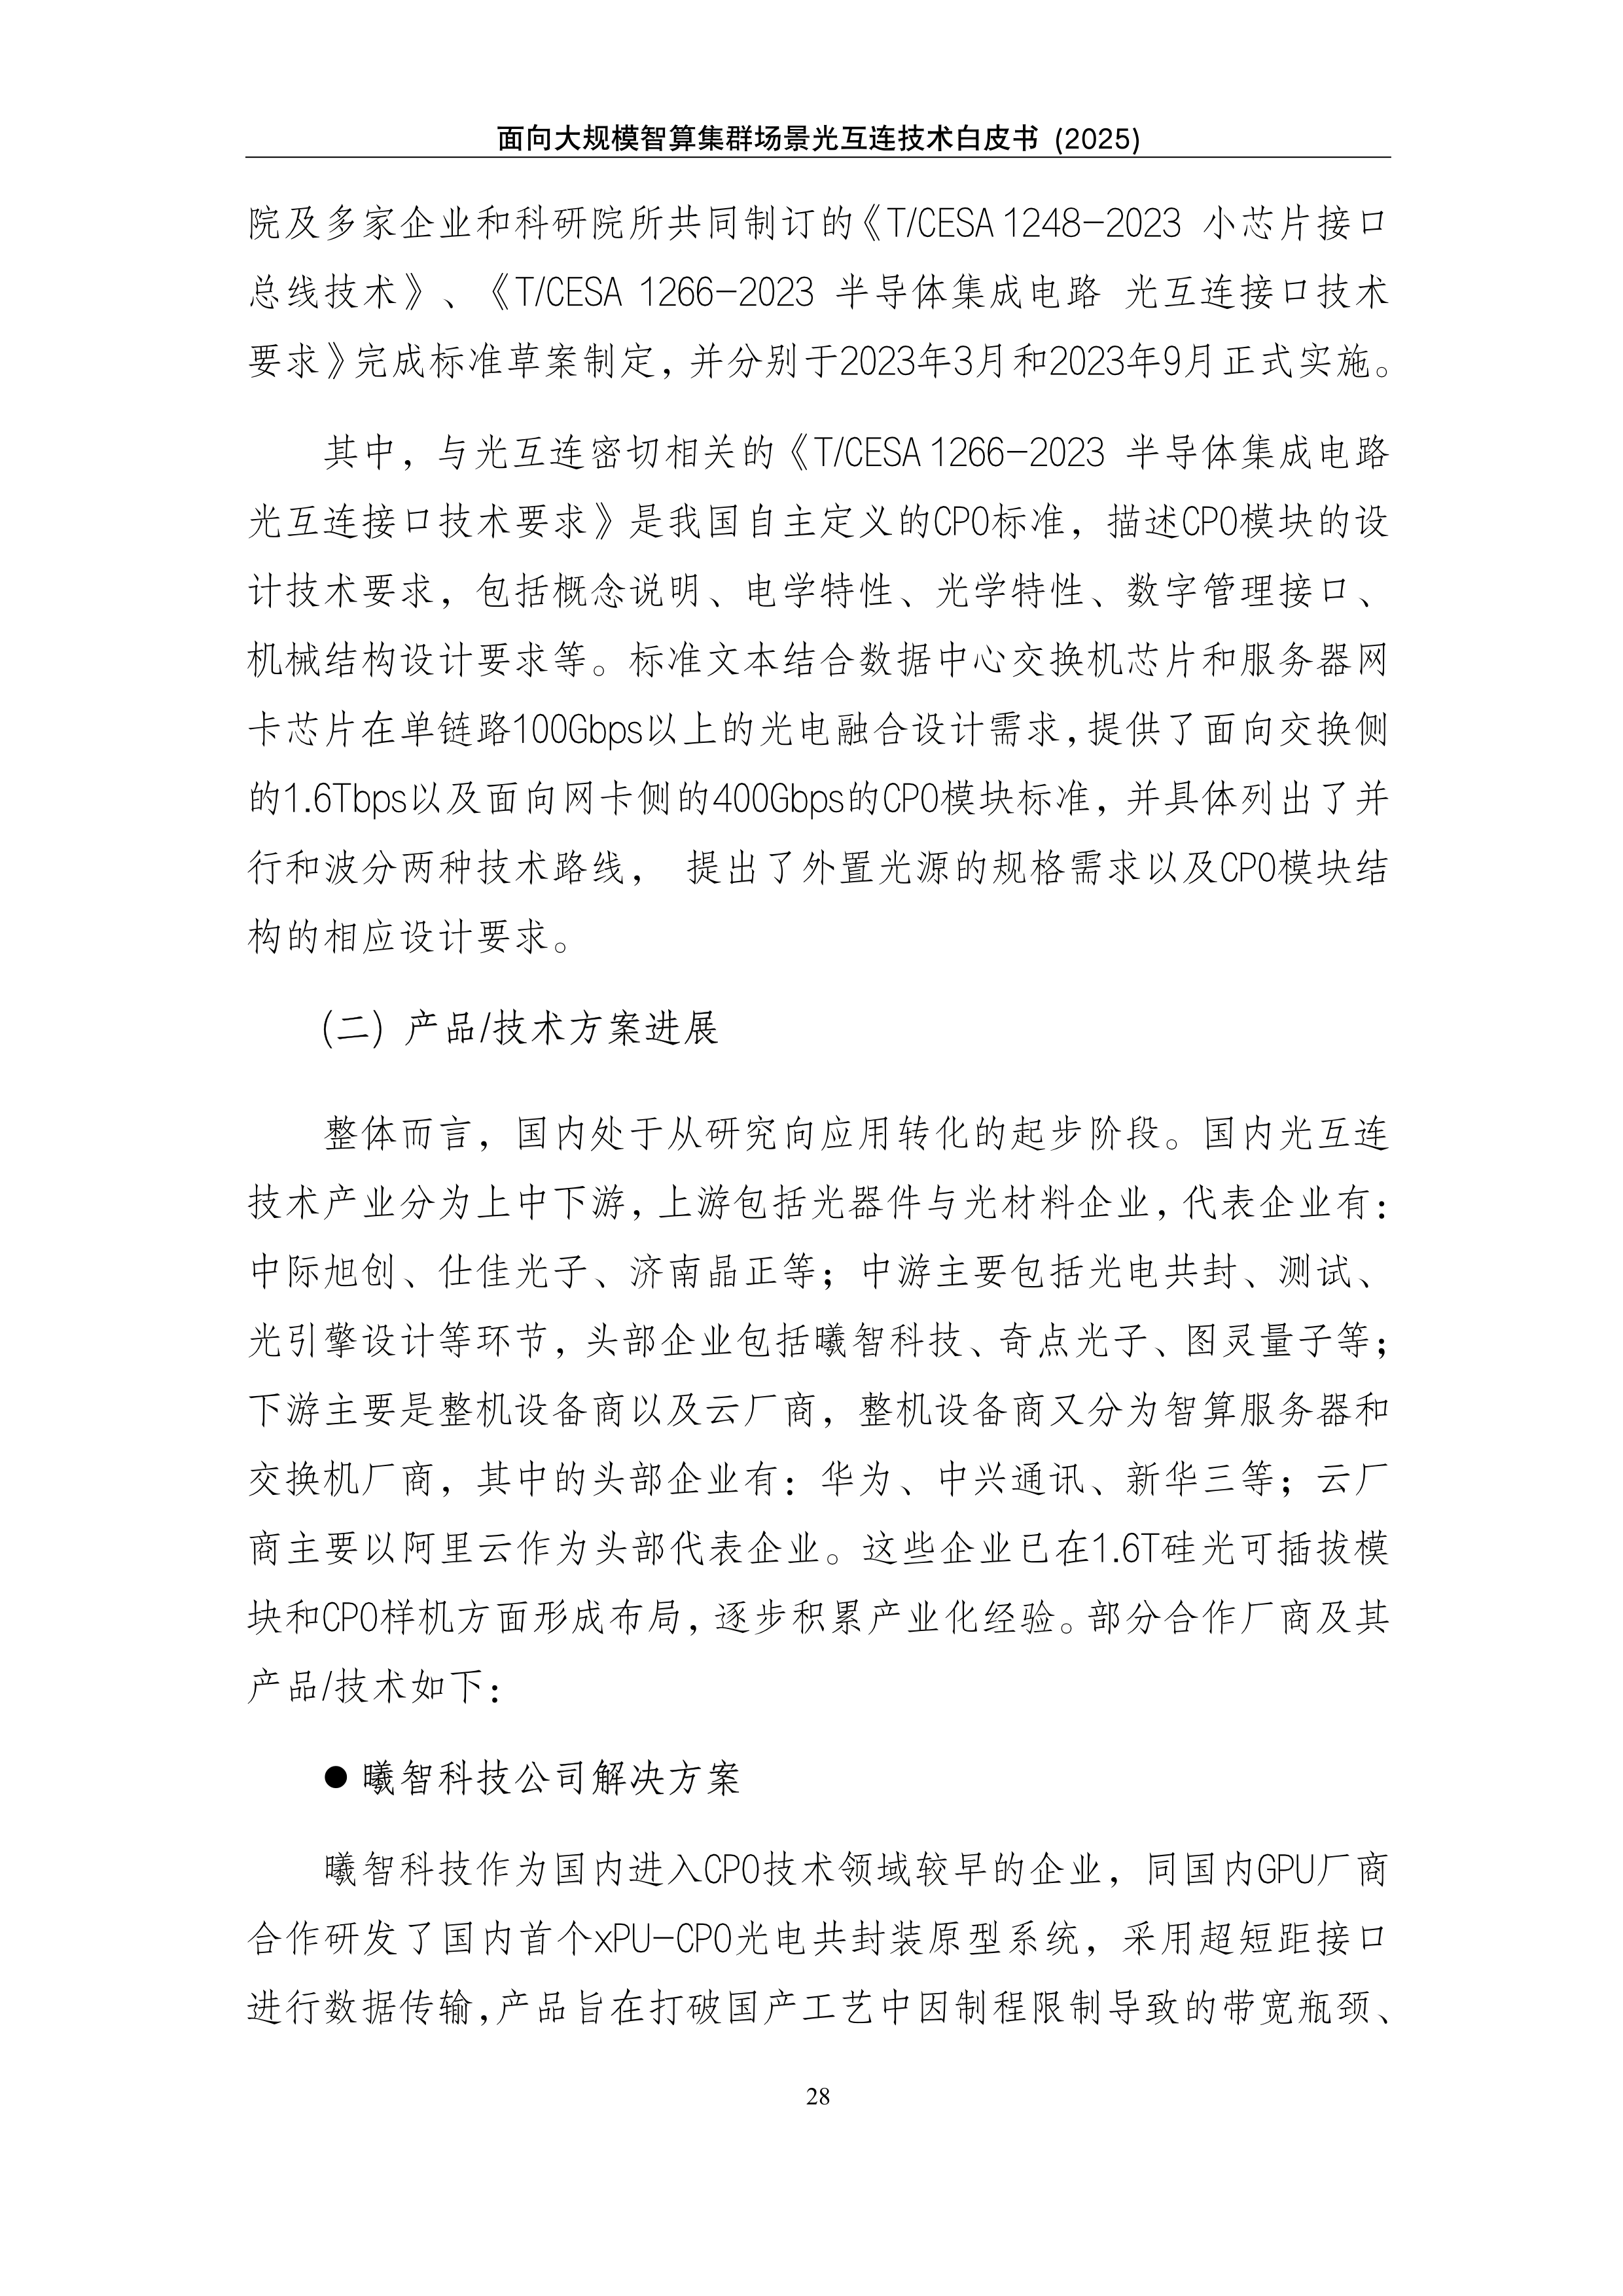 面向大规模智算集群场景光互连技术白皮书 (2025)
院及多家企业和科研院所共同制订的《T/CESA 1248-2023 小芯片接口
总线技术》、《T/CESA 1266-2023 半导体集成电路 光互连接口技术
要求》完成标准草案制定，并分别于2023年3月和2023年9月正式实施。
其中，与光互连密切相关的《T/CESA 1266-2023 半导体集成电路
光互连接口技术要求》是我国自主定义的CPO标准，描述CPO模块的设
计技术要求，包括概念说明、电学特性、光学特性、数字管理接口、
机械结构设计要求等。标准文本结合数据中心交换机芯片和服务器网
卡芯片在单链路100Gbps以上的光电融合设计需求，提供了面向交换侧
的1.6Tbps以及面向网卡侧的400Gbps的CPO模块标准，并具体列出了并
行和波分两种技术路线， 提出了外置光源的规格需求以及CPO模块结
构的相应设计要求。
(二) 产品/技术方案进展
整体而言，国内处于从研究向应用转化的起步阶段。国内光互连
技术产业分为上中下游，上游包括光器件与光材料企业，代表企业有：
中际旭创、仕佳光子、济南晶正等；中游主要包括光电共封、测试、
光引擎设计等环节，头部企业包括曦智科技、奇点光子、图灵量子等；
下游主要是整机设备商以及云厂商，整机设备商又分为智算服务器和
交换机厂商，其中的头部企业有：华为、中兴通讯、新华三等；云厂
商主要以阿里云作为头部代表企业。这些企业已在1.6T硅光可插拔模
块和CPO样机方面形成布局，逐步积累产业化经验。部分合作厂商及其
产品/技术如下：
● 曦智科技公司解决方案
曦智科技作为国内进入CPO技术领域较早的企业，同国内GPU厂商
合作研发了国内首个xPU-CPO光电共封装原型系统，采用超短距接口
进行数据传输，产品旨在打破国产工艺中因制程限制导致的带宽瓶颈、
28